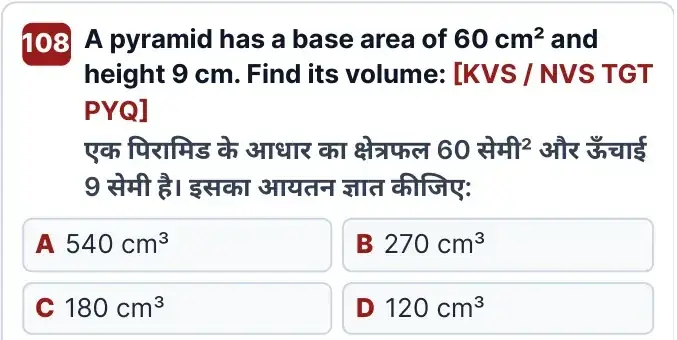 108 A pyramid has a base area of 60 cm² and
height 9 cm. Find its volume: [KVS / NVS TGT
PYQ]
एक पिरामिड के आधार का क्षेत्रफल 60 सेमी² और ऊँचाई
9 सेमी है। इसका आयतन ज्ञात कीजिए:
A 540 cm³
B 270 cm³
C 180 cm³
D 120 cm³